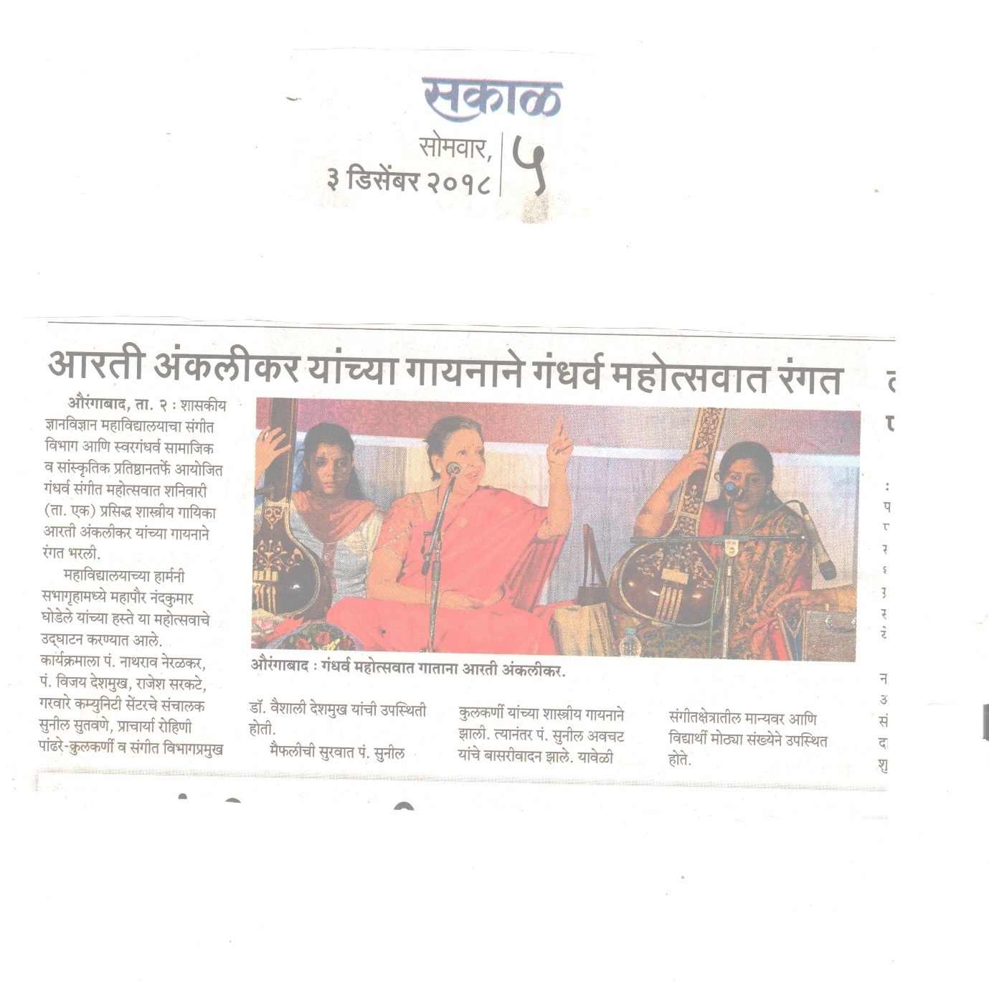 सकाळ
सोमवार,
३ डिसेंबर २०१८
५
आरती अंकलीकर यांच्या गायनाने गंधर्व महोत्सवात रंगत
औरंगाबाद, ता. २ : शासकीय
ज्ञानविज्ञान महाविद्यालयाचा संगीत
विभाग आणि स्वरगंधर्व सामाजिक
व सांस्कृतिक प्रतिष्ठानतर्फे आयोजित
गंधर्व संगीत महोत्सवात शनिवारी
(ता. एक) प्रसिद्ध शास्त्रीय गायिका
आरती अंकलीकर यांच्या गायनाने
रंगत भरली.
महाविद्यालयाच्या हार्मनी
सभागृहामध्ये महापौर नंदकुमार
घोडेले यांच्या हस्ते या महोत्सवाचे
उद्‌घाटन करण्यात आले.
कार्यक्रमाला पं. नाथराव नेरळकर,
पं. विजय देशमुख, राजेश सरकटे,
गरवारे कम्युनिटी सेंटरचे संचालक
सुनील सुतवणे, प्राचार्या रोहिणी
पांढरे-कुलकर्णी व संगीत विभागप्रमुख
औरंगाबाद : गंधर्व महोत्सवात गाताना आरती अंकलीकर.
डॉ. वैशाली देशमुख यांची उपस्थिती
होती.
मैफलीची सुरवात पं. सुनील
कुलकर्णी यांच्या शास्त्रीय गायनाने
झाली. त्यानंतर पं. सुनील अवचट
यांचे बासरीवादन झाले. यावेळी
संगीतक्षेत्रातील मान्यवर आणि
विद्यार्थी मोठ्या संख्येने उपस्थित
होते.